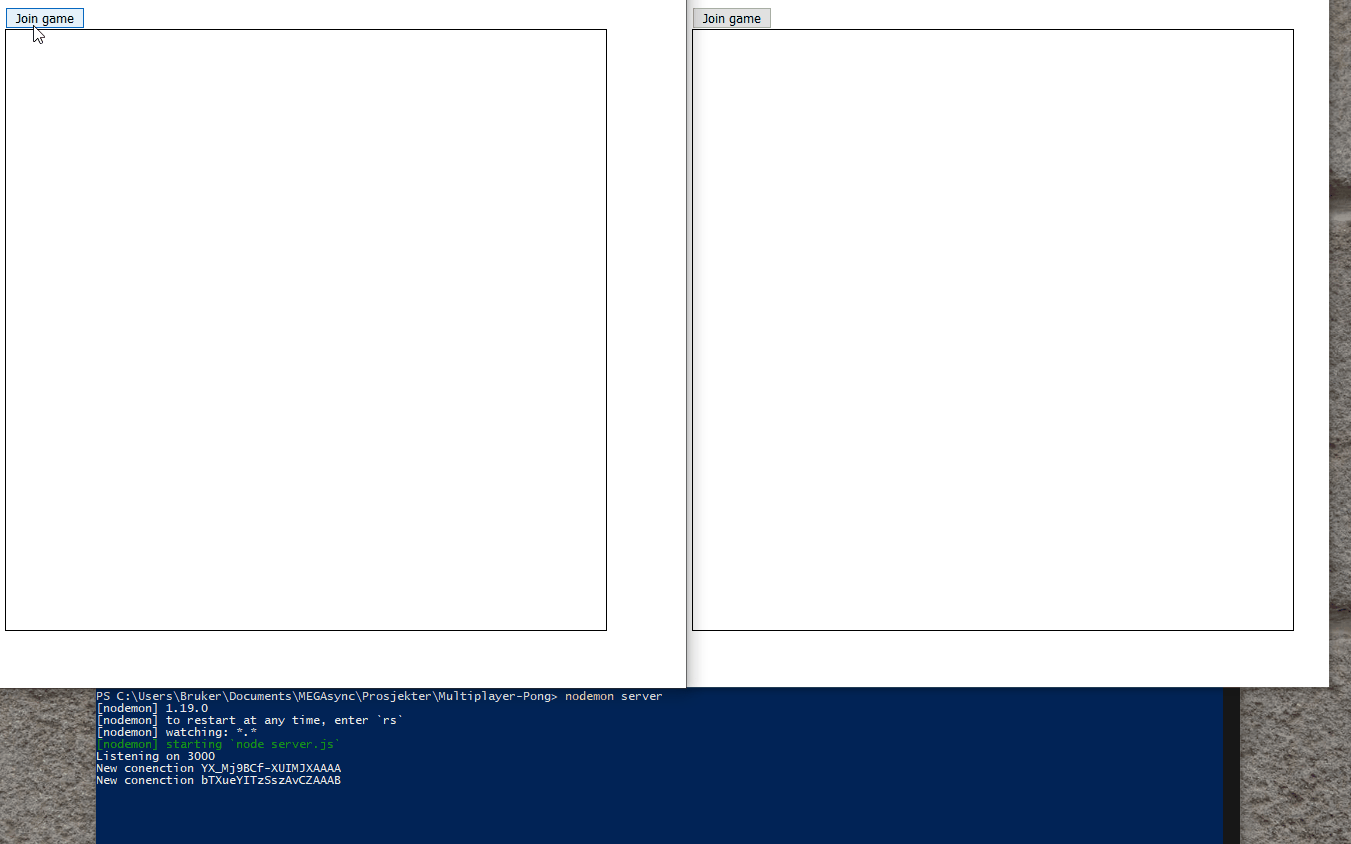 Join game
Join game
PS C:\Users\Bruker\Documents\MEGAsync\Prosjekter\Multiplayer-Pong> nodemon server
[nodemon] 1.19.0
[nodemon] to restart at any time, enter `rs`
[nodemon] watching: *.*
[nodemon] starting `node server.js`
Listening on 3000
New conenction YX_Mj9BCf-XUIMJXAAAA
New conenction bTXueYITzSszAvCZAAAB